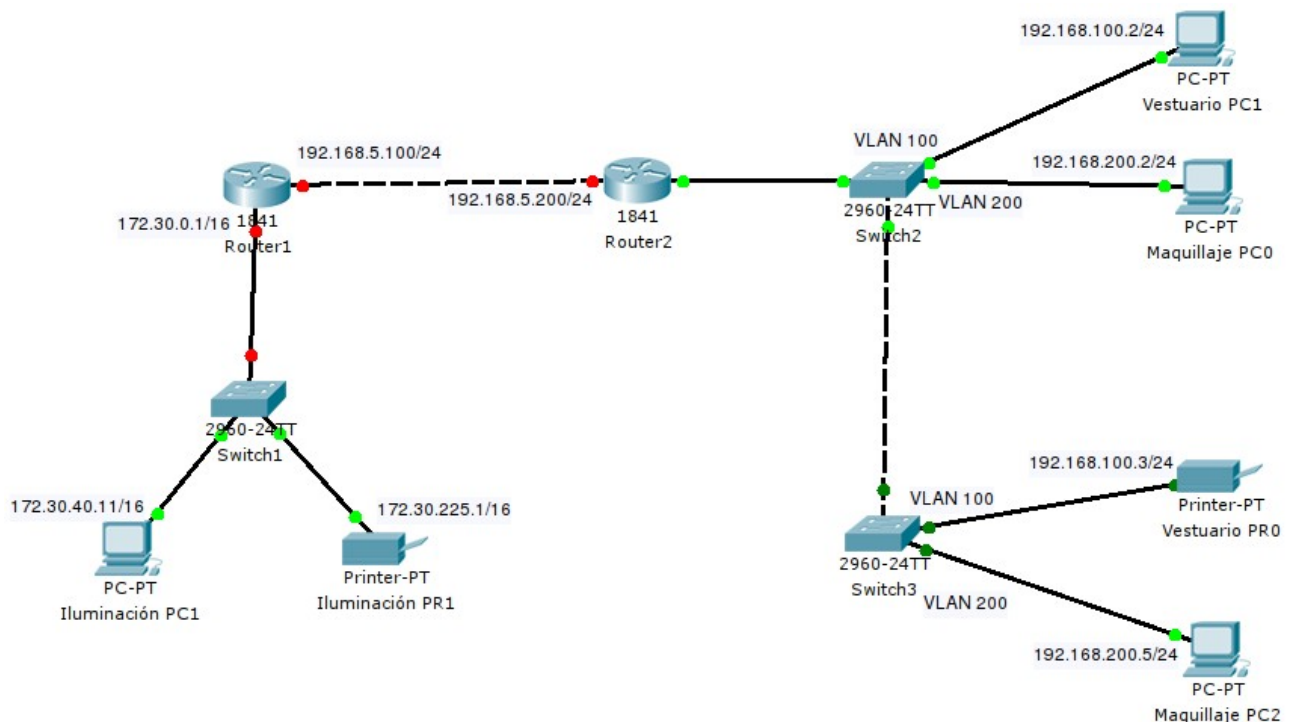 192.168.100.2/24
PC-PT
Vestuario PC1
VLAN 100
192.168.5.100/24
192.168.200.2/24
192.168.5.200/24
VLAN 200
172.30.0.1/16
1841
Router1
1841
Router2
2960-24TT
Switch2
PC-PT
Maquillaje PC0
2960-24TT
Switch1
192.168.100.3/24
172.30.40.11/16
172.30.225.1/16
VLAN 100
Printer-PT
Vestuario PR0
2960-24TT
Switch3
PC-PT
Iluminación PC1
Printer-PT
Iluminación PR1
VLAN 200
192.168.200.5/24
PC-PT
Maquillaje PC2